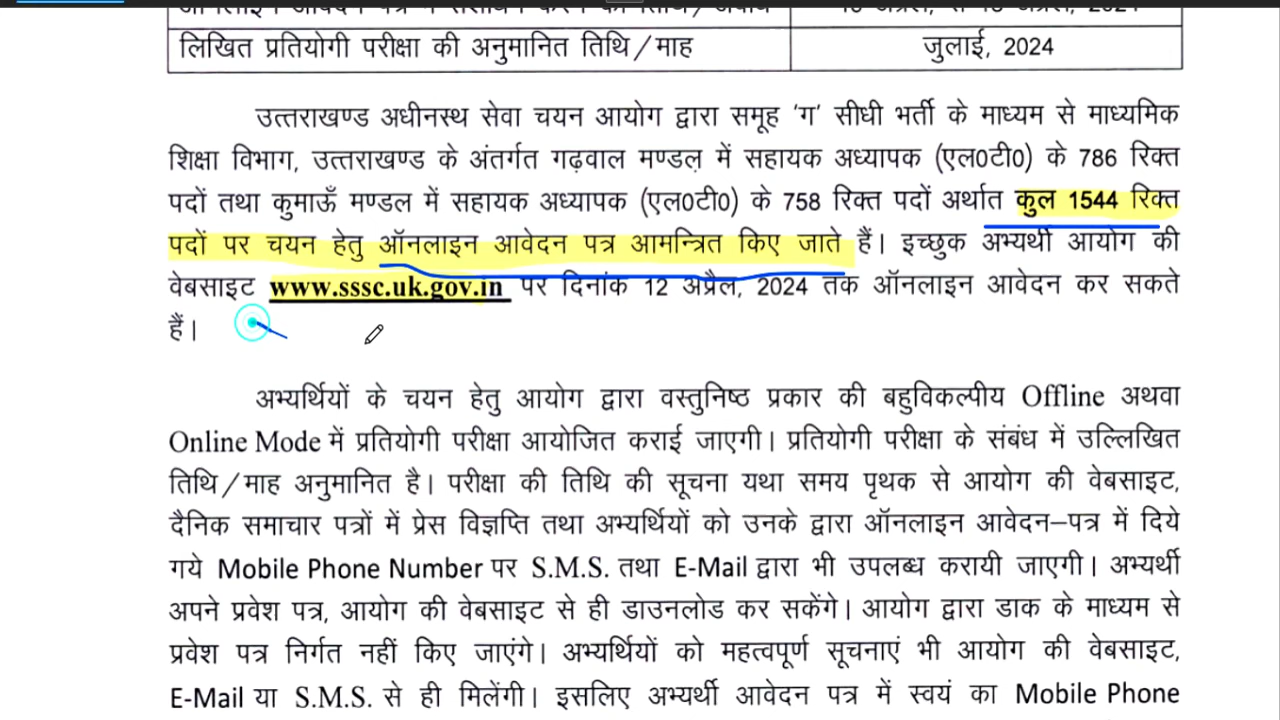 लिखित प्रतियोगी परीक्षा की अनुमानित तिथि/माह जुलाई, 2024
उत्तराखण्ड अधीनस्थ सेवा चयन आयोग द्वारा समूह ‘ग’ सीधी भर्ती के माध्यम से माध्यमिक
शिक्षा विभाग, उत्तराखण्ड के अंतर्गत गढ़वाल मण्डल में सहायक अध्यापक (एल0टी0) के 786 रिक्त
पदों तथा कुमाऊँ मण्डल में सहायक अध्यापक (एल0टी0) के 758 रिक्त पदों अर्थात कुल 1544 रिक्त
पदों पर चयन हेतु ऑनलाइन आवेदन पत्र आमन्त्रित किए जाते हैं। इच्छुक अभ्यर्थी आयोग की
वेबसाइट www.sssc.uk.gov.in पर दिनांक 12 अप्रैल, 2024 तक ऑनलाइन आवेदन कर सकते
हैं।
अभ्यर्थियों के चयन हेतु आयोग द्वारा वस्तुनिष्ठ प्रकार की बहुविकल्पीय Offline अथवा
Online Mode में प्रतियोगी परीक्षा आयोजित कराई जाएगी। प्रतियोगी परीक्षा के संबंध में उल्लिखित
तिथि/माह अनुमानित है। परीक्षा की तिथि की सूचना यथा समय पृथक से आयोग की वेबसाइट,
दैनिक समाचार पत्रों में प्रेस विज्ञप्ति तथा अभ्यर्थियों को उनके द्वारा ऑनलाइन आवेदन–पत्र में दिये
गये Mobile Phone Number पर S.M.S. तथा E-Mail द्वारा भी उपलब्ध करायी जाएगी। अभ्यर्थी
अपने प्रवेश पत्र, आयोग की वेबसाइट से ही डाउनलोड कर सकेंगे। आयोग द्वारा डाक के माध्यम से
प्रवेश पत्र निर्गत नहीं किए जाएंगे। अभ्यर्थियों को महत्वपूर्ण सूचनाएं भी आयोग की वेबसाइट,
E-Mail या S.M.S. से ही मिलेंगी। इसलिए अभ्यर्थी आवेदन पत्र में स्वयं का Mobile Phone